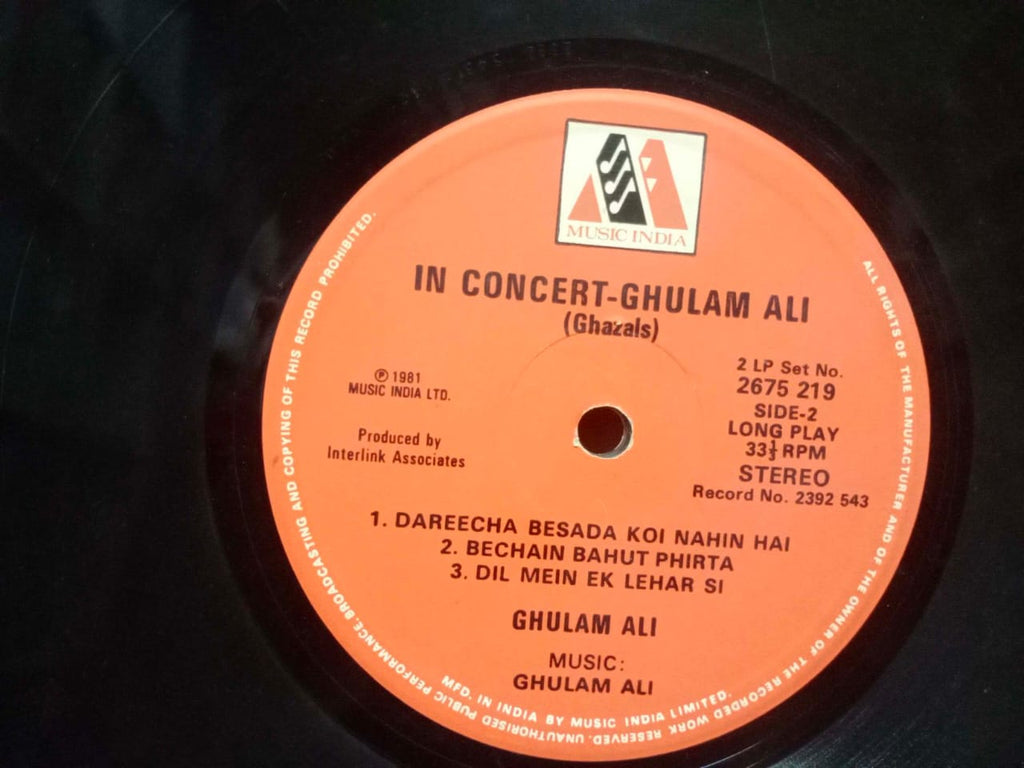 MUSIC INDIA
IN CONCERT-GHULAM ALI
(Ghazals)
℗ 1981
MUSIC INDIA LTD.
Produced by
Interlink Associates
2 LP Set No.
2675 219
SIDE-2
LONG PLAY
33⅓ RPM
STEREO
Record No. 2392 543
1. DAREECHA BESADA KOI NAHIN HAI
2. BECHAIN BAHUT PHIRTA
3. DIL MEIN EK LEHAR SI
GHULAM ALI
MUSIC:
GHULAM ALI
MFD. IN INDIA BY MUSIC INDIA LIMITED.
ALL RIGHTS OF THE MANUFACTURER AND OF THE OWNER OF THE RECORDED WORK RESERVED. UNAUTHORISED PUBLIC PERFORMANCE, BROADCASTING AND COPYING OF THIS RECORD PROHIBITED.